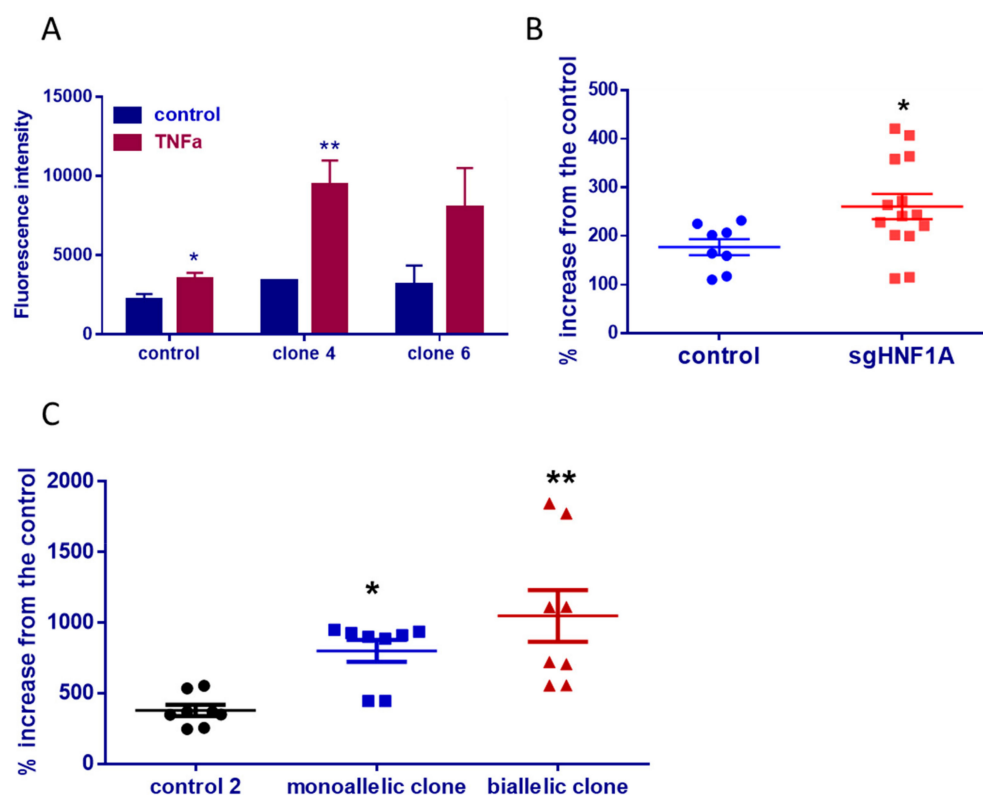 A
Fluorescence intensity
15000
10000
5000
0
control
TNFa
*
**
control
clone 4
clone 6
B
% increase from the control
500
400
300
200
100
0
*
control
sgHNF1A
C
% increase from the control
2000
1500
1000
500
0
*
**
control 2
monoallelic clone
biallelic clone